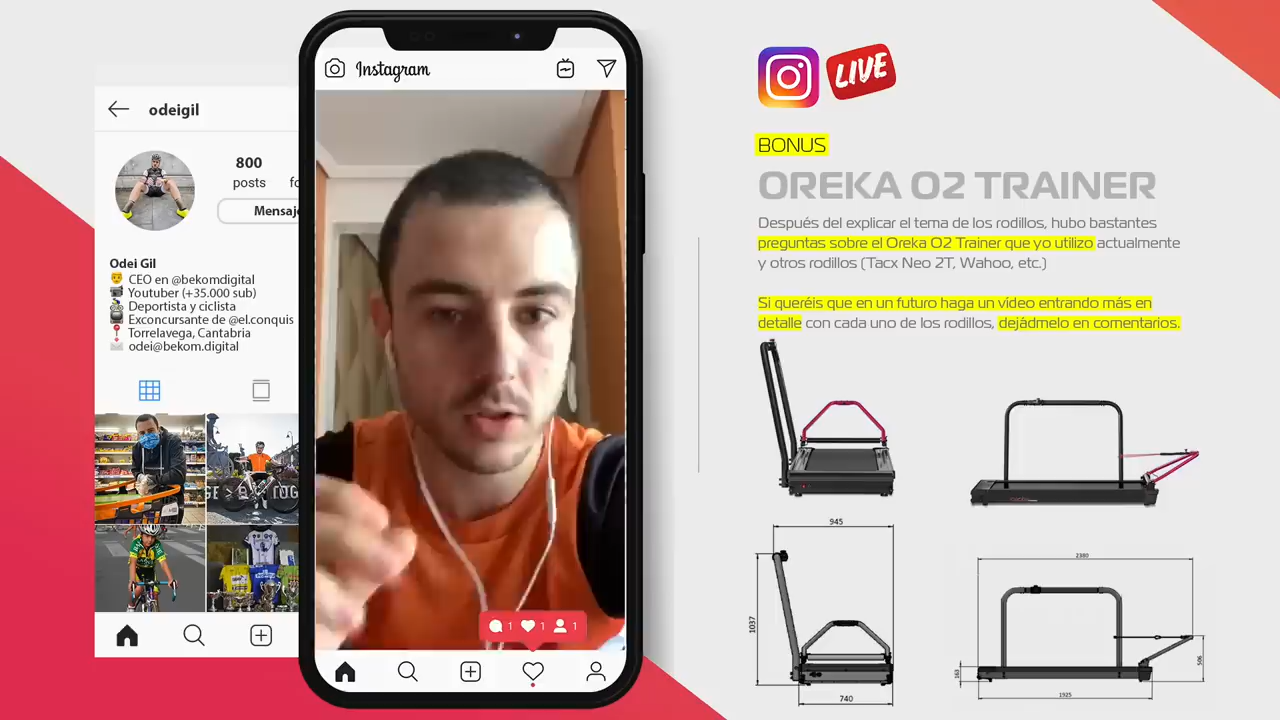 odeigil
800
posts
fo
Mensaje
Odei Gil
CEO en @bekomdigital
Youtuber (+35.000 sub)
Deportista y ciclista
Exconcursante de @el.conquis
Torrelavega, Cantabria
odei@bekom.digital
Instagram
1 1 1
LIVE
BONUS
OREKA O2 TRAINER
Después del explicar el tema de los rodillos, hubo bastantes
preguntas sobre el Oreka O2 Trainer que yo utilizo actualmente
y otros rodillos (Tacx Neo 2T, Wahoo, etc.)
Si queréis que en un futuro haga un vídeo entrando más en
detalle con cada uno de los rodillos, dejádmelo en comentarios.
945
1037
740
2380
506
163
1925